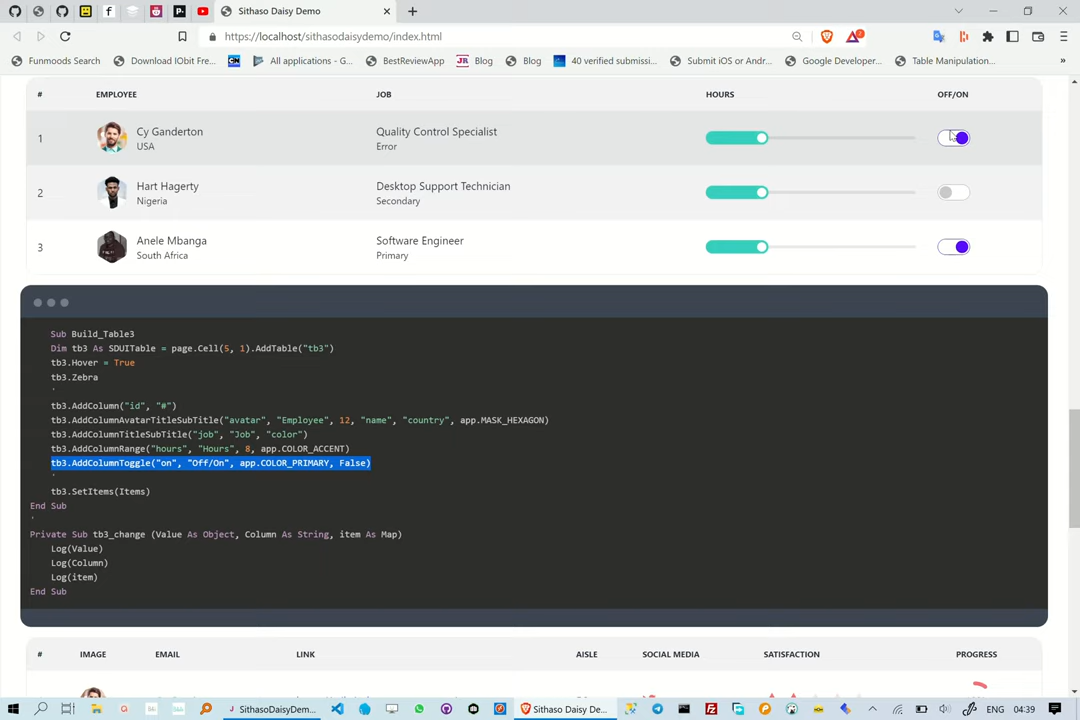 Sithaso Daisy Demo
https://localhost/sithasodaisydemo/index.html
2
Funmoods Search
Download IObit Fre...
All applications - G...
BestReviewApp
JR Blog
Blog
40 verified submissi...
Submit iOS or Andr...
Google Developer...
Table Manipulation...
# EMPLOYEE JOB HOURS OFF/ON
1 Cy Ganderton Quality Control Specialist
USA Error
2 Hart Hagerty Desktop Support Technician
Nigeria Secondary
3 Anele Mbanga Software Engineer
South Africa Primary
Sub Build_Table3
Dim tb3 As SDUITable = page.Cell(5, 1).AddTable("tb3")
tb3.Hover = True
tb3.Zebra
'
tb3.AddColumn("id", "#")
tb3.AddColumnAvatarTitleSubTitle("avatar", "Employee", 12, "name", "country", app.MASK_HEXAGON)
tb3.AddColumnTitleSubTitle("job", "Job", "color")
tb3.AddColumnRange("hours", "Hours", 8, app.COLOR_ACCENT)
tb3.AddColumnToggle("on", "Off/On", app.COLOR_PRIMARY, False)
'
tb3.SetItems(Items)
End Sub
'
Private Sub tb3_change (Value As Object, Column As String, item As Map)
Log(Value)
Log(Column)
Log(item)
End Sub
# IMAGE EMAIL LINK AISLE SOCIAL MEDIA SATISFACTION PROGRESS
SithasoDaisyDem...
Sithaso Daisy De...
ENG 04:39